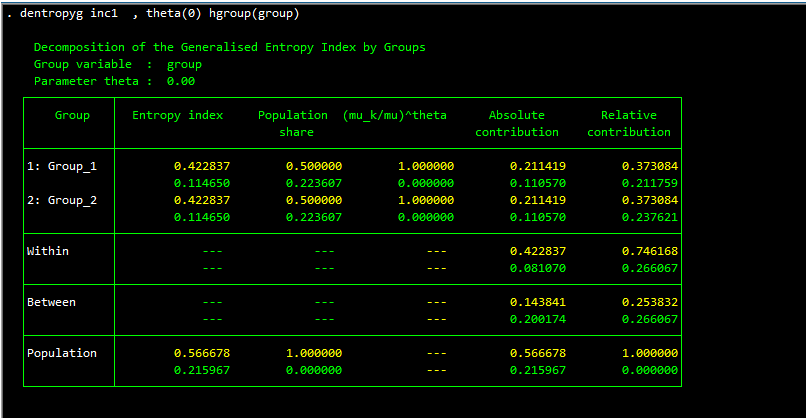 . dentropyg inc1  , theta(0) hgroup(group)
Decomposition of the Generalised Entropy Index by Groups
Group variable  :  group
Parameter theta :  0.00
Group Entropy index Population (mu_k/mu)^theta Absolute Relative
share contribution contribution
1: Group_1 0.422837 0.500000 1.000000 0.211419 0.373084
0.114650 0.223607 0.000000 0.110570 0.211759
2: Group_2 0.422837 0.500000 1.000000 0.211419 0.373084
0.114650 0.223607 0.000000 0.110570 0.237621
Within --- --- --- 0.422837 0.746168
--- --- --- 0.081070 0.266067
Between --- --- --- 0.143841 0.253832
--- --- --- 0.200174 0.266067
Population 0.566678 1.000000 --- 0.566678 1.000000
0.215967 0.000000 --- 0.215967 0.000000